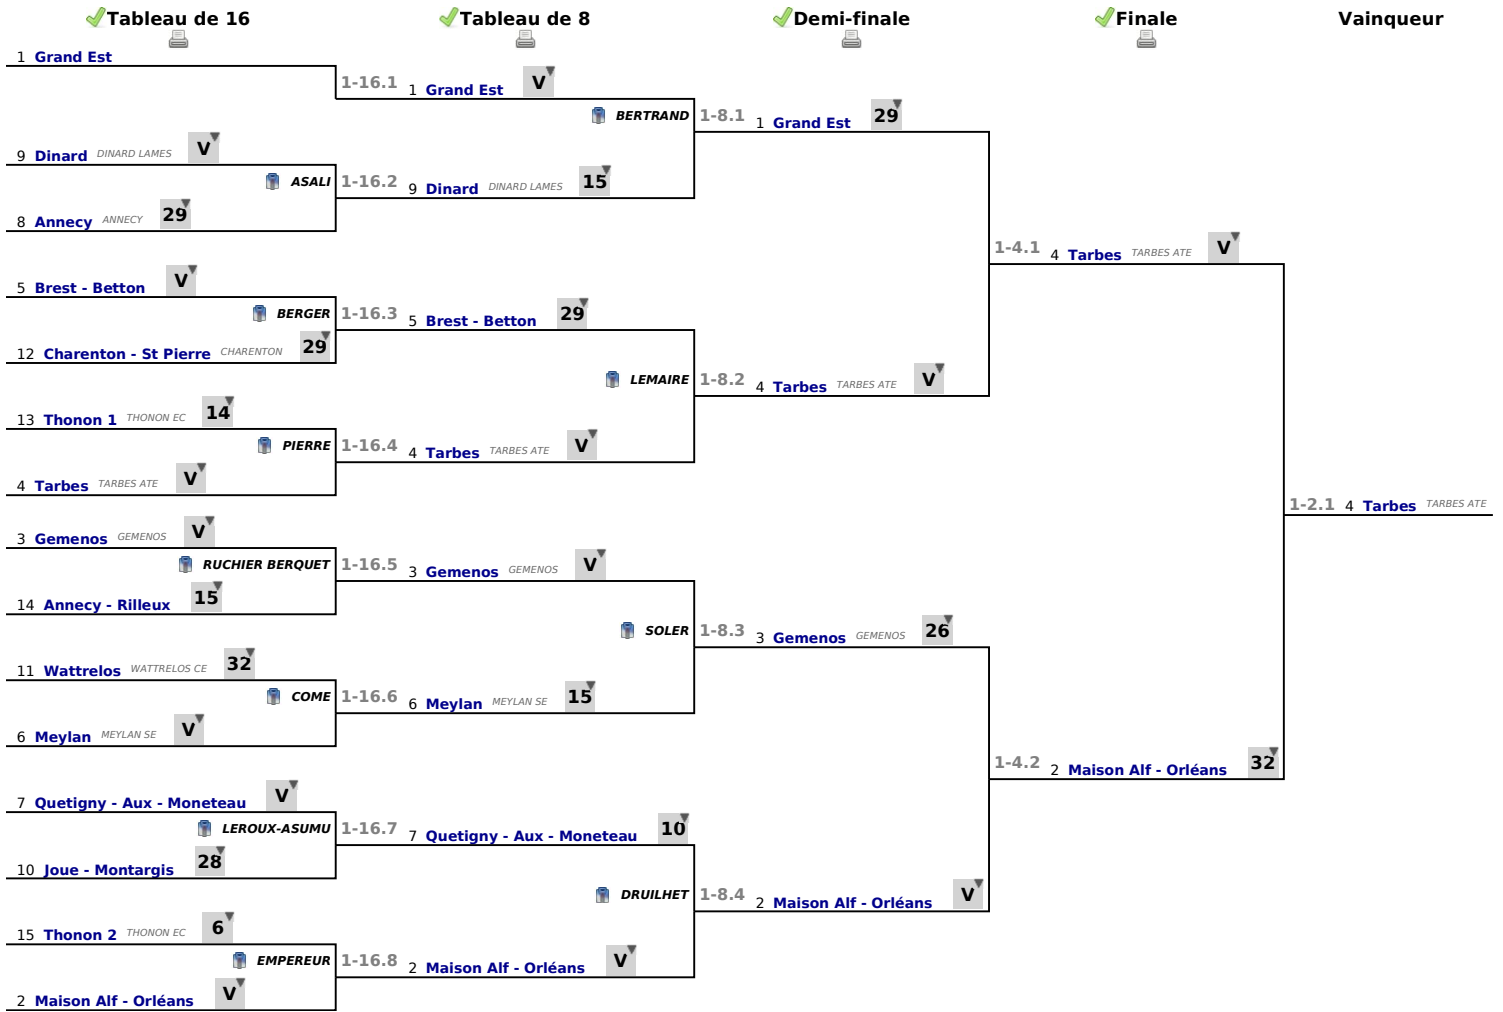 Tableau de 16
Tableau de 8
Demi-finale
Finale
Vainqueur
1 Grand Est
1-16.1
1 Grand Est V
BERTRAND
1-8.1
1 Grand Est 29
9 Dinard DINARD LAMES V
ASALI
1-16.2
9 Dinard DINARD LAMES 15
8 Annecy ANNECY 29
1-4.1
4 Tarbes TARBES ATE V
5 Brest - Betton V
BERGER
1-16.3
5 Brest - Betton 29
12 Charenton - St Pierre CHARENTON 29
LEMAIRE
1-8.2
4 Tarbes TARBES ATE V
13 Thonon 1 THONON EC 14
PIERRE
1-16.4
4 Tarbes TARBES ATE V
4 Tarbes TARBES ATE V
1-2.1
4 Tarbes TARBES ATE
3 Gemenos GEMENOS V
RUCHIER BERQUET
1-16.5
3 Gemenos GEMENOS V
14 Annecy - Rilleux 15
SOLER
1-8.3
3 Gemenos GEMENOS 26
11 Wattrelos WATTRELOS CE 32
COME
1-16.6
6 Meylan MEYLAN SE 15
6 Meylan MEYLAN SE V
1-4.2
2 Maison Alf - Orléans 32
7 Quetigny - Aux - Moneteau V
LEROUX-ASUMU
1-16.7
7 Quetigny - Aux - Moneteau 10
10 Joue - Montargis 28
DRUILHET
1-8.4
2 Maison Alf - Orléans V
15 Thonon 2 THONON EC 6
EMPEREUR
1-16.8
2 Maison Alf - Orléans V
2 Maison Alf - Orléans V